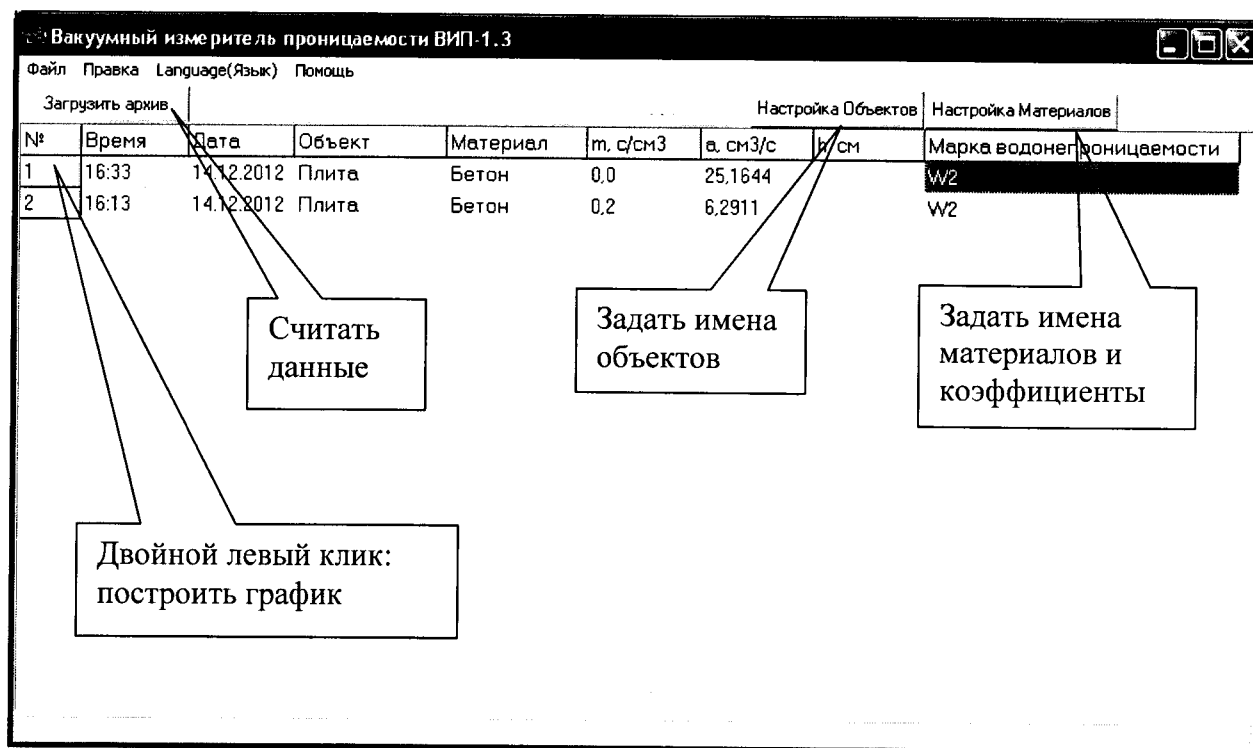 Вакуумный измеритель проницаемости ВИП-1.3
Файл Правка Language(Язык) Помощь
Загрузить архив Настройка Объектов Настройка Материалов
№ Время Дата Объект Материал m, с/см3 а, см3/с h, см Марка водонепроницаемости
1 16:33 14.12.2012 Плита Бетон 0,0 25,1644 W2
2 16:13 14.12.2012 Плита Бетон 0,2 6,2911 W2
Считать
данные
Задать имена
объектов
Задать имена
материалов и
коэффициенты
Двойной левый клик:
построить график